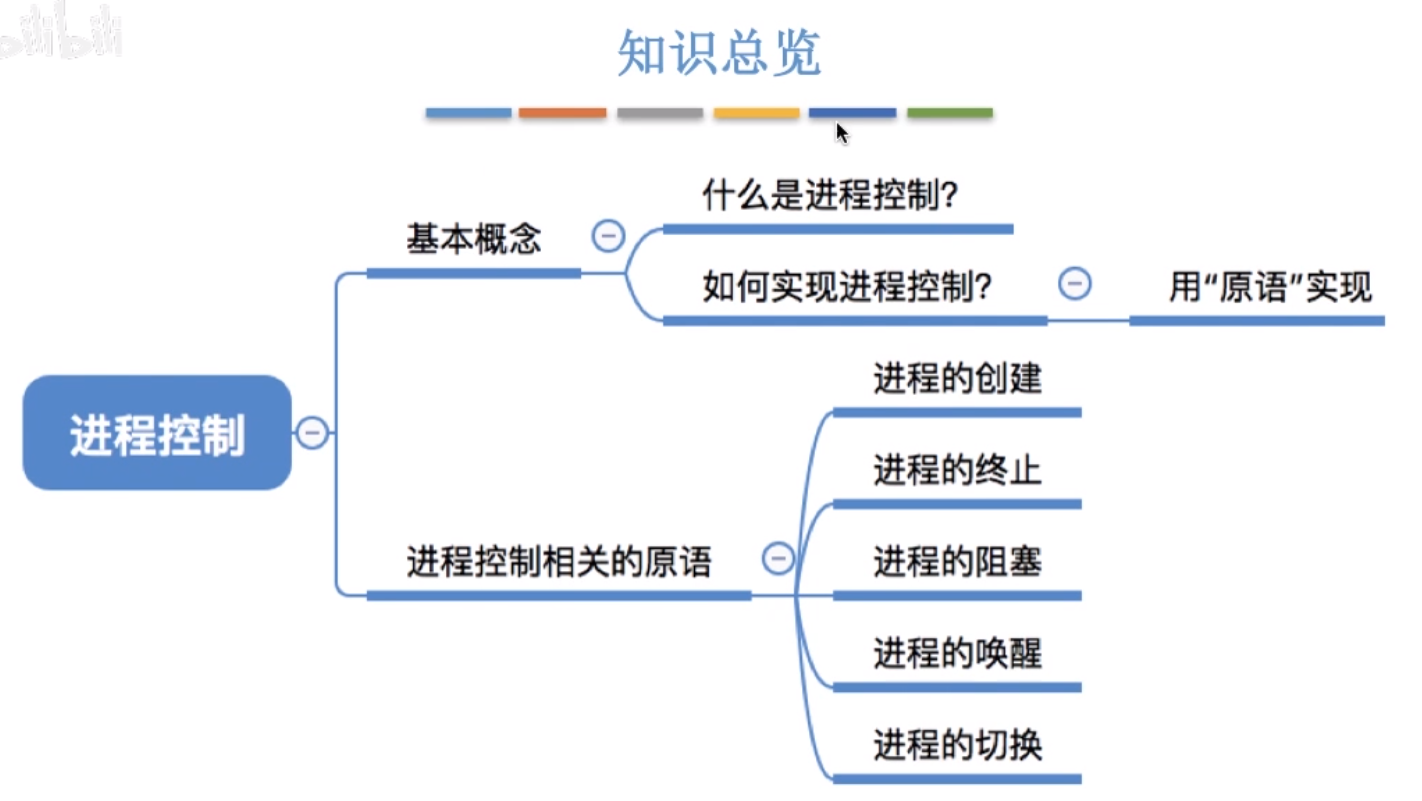 bilibili
知识总览
什么是进程控制？
基本概念
如何实现进程控制？
用“原语”实现
进程控制
进程的创建
进程的终止
进程控制相关的原语
进程的阻塞
进程的唤醒
进程的切换